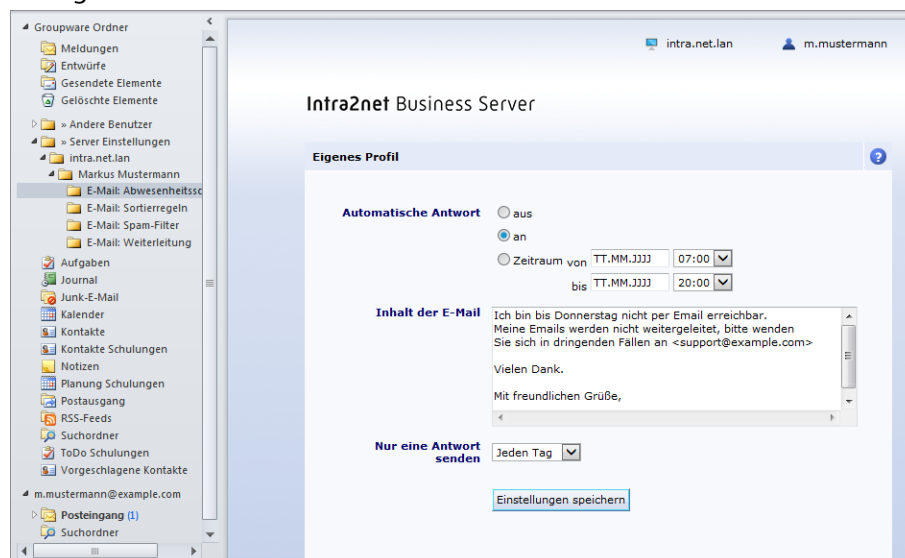 Groupware Ordner
Meldungen
Entwürfe
Gesendete Elemente
Gelöschte Elemente
» Andere Benutzer
» Server Einstellungen
intra.net.lan
Markus Mustermann
E-Mail: Abwesenheitssc
E-Mail: Sortierregeln
E-Mail: Spam-Filter
E-Mail: Weiterleitung
Aufgaben
Journal
Junk-E-Mail
Kalender
Kontakte
Kontakte Schulungen
Notizen
Planung Schulungen
Postausgang
RSS-Feeds
Suchordner
ToDo Schulungen
Vorgeschlagene Kontakte
m.mustermann@example.com
Posteingang (1)
Suchordner
intra.net.lan m.mustermann
Intra2net Business Server
Eigenes Profil ?
Automatische Antwort aus
an
Zeitraum von TT.MM.JJJJ 07:00
bis TT.MM.JJJJ 20:00
Inhalt der E-Mail Ich bin bis Donnerstag nicht per Email erreichbar.
Meine Emails werden nicht weitergeleitet, bitte wenden
Sie sich in dringenden Fällen an <support@example.com>
Vielen Dank.
Mit freundlichen Grüße,
Nur eine Antwort
senden Jeden Tag
Einstellungen speichern